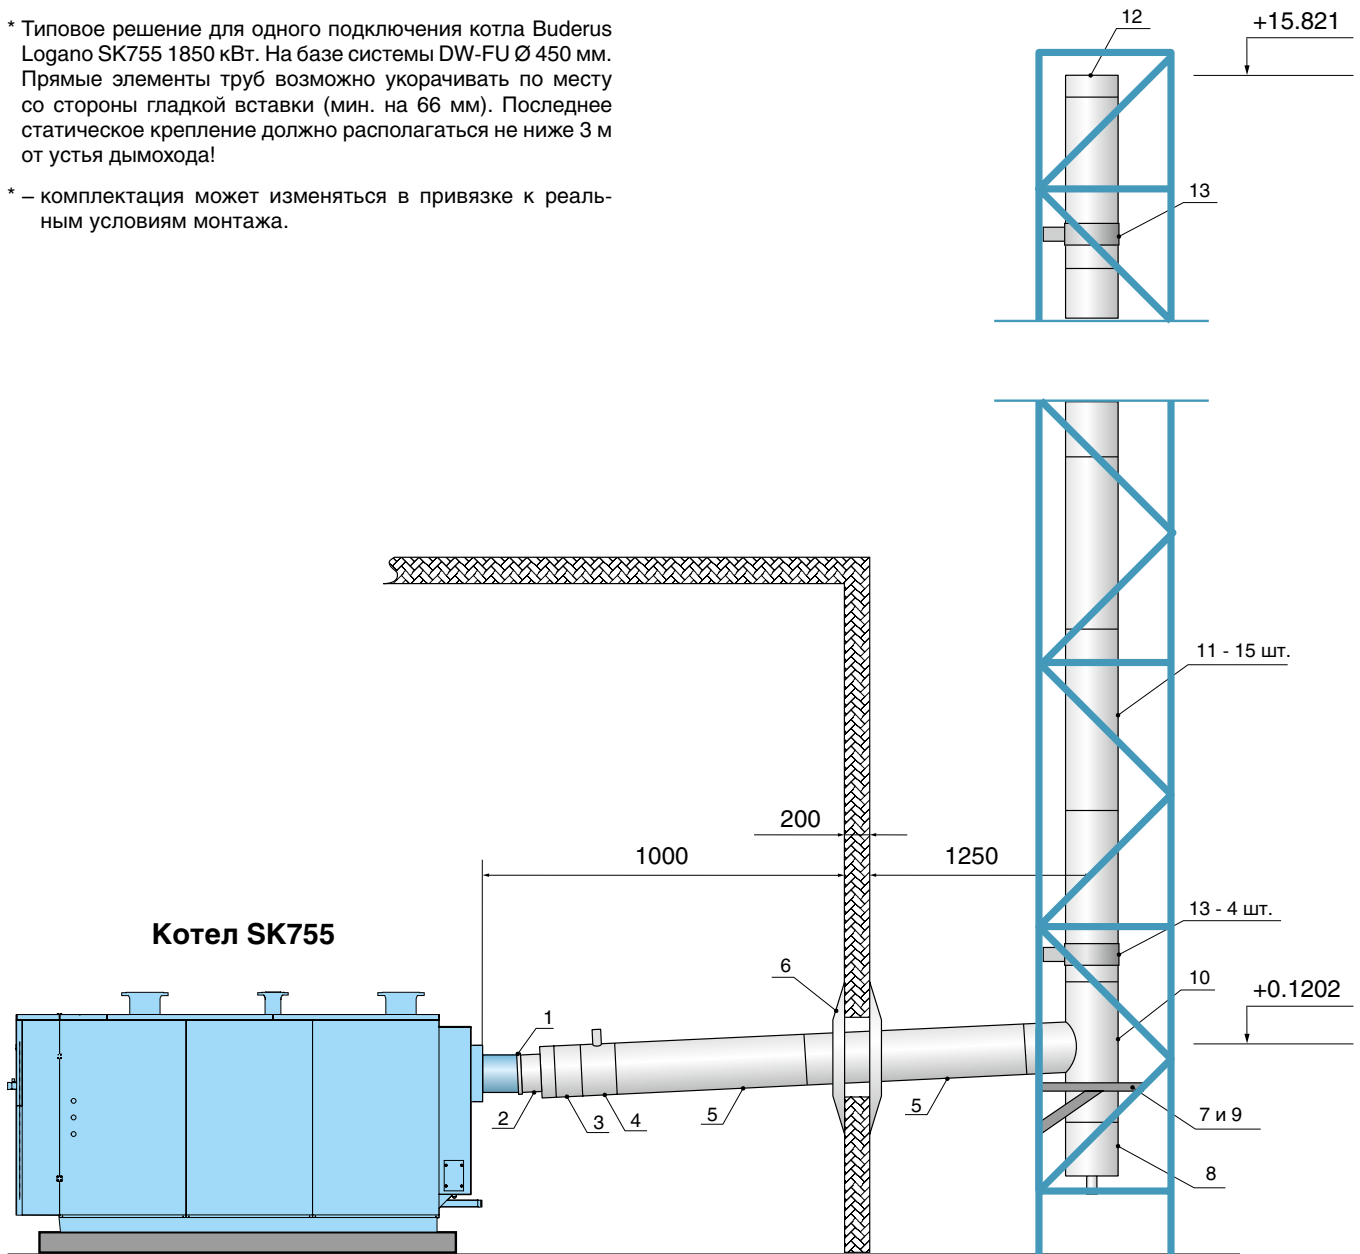 * Типовое решение для одного подключения котла Buderus
Logano SK755 1850 кВт. На базе системы DW-FU Ø 450 мм.
Прямые элементы труб возможно укорачивать по месту
со стороны гладкой вставки (мин. на 66 мм). Последнее
статическое крепление должно располагаться не ниже 3 м
от устья дымохода!
* – комплектация может изменяться в привязке к реаль-
ным условиям монтажа.
12
+15.821
13
11 - 15 шт.
200
1000
1250
13 - 4 шт.
Котел SK755
6
10
+0.1202
1
2
3
4
5
5
7 и 9
8